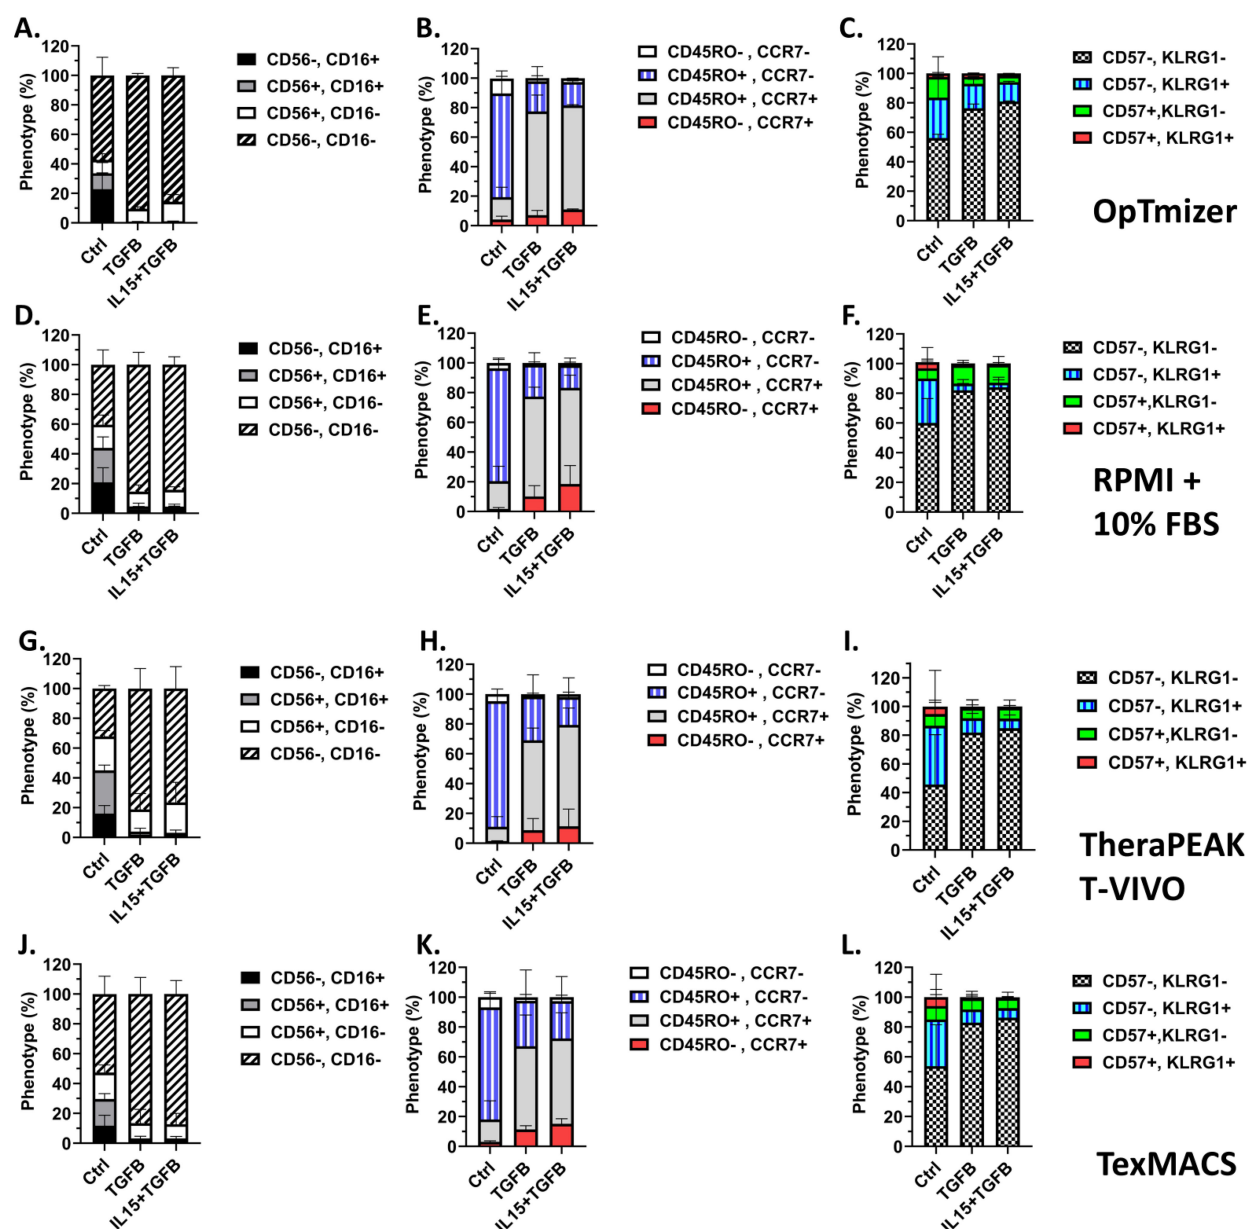 A.
Phenotype (%)
120
100
80
60
40
20
0
Ctrl
TGFB
IL15+TGFB
CD56-, CD16+
CD56+, CD16+
CD56+, CD16-
CD56-, CD16-
B.
Phenotype (%)
120
100
80
60
40
20
0
Ctrl
TGFB
IL15+TGFB
CD45RO- , CCR7-
CD45RO+ , CCR7-
CD45RO+ , CCR7+
CD45RO- , CCR7+
C.
Phenotype (%)
120
100
80
60
40
20
0
Ctrl
TGFB
IL15+TGFB
CD57-, KLRG1-
CD57-, KLRG1+
CD57+,KLRG1-
CD57+, KLRG1+
OpTmizer
D.
Phenotype (%)
120
100
80
60
40
20
0
Ctrl
TGFB
IL15+TGFB
CD56-, CD16+
CD56+, CD16+
CD56+, CD16-
CD56-, CD16-
E.
Phenotype (%)
120
100
80
60
40
20
0
Ctrl
TGFB
IL15+TGFB
CD45RO- , CCR7-
CD45RO+ , CCR7-
CD45RO+ , CCR7+
CD45RO- , CCR7+
F.
Phenotype (%)
120
100
80
60
40
20
0
Ctrl
TGFB
IL15+TGFB
CD57-, KLRG1-
CD57-, KLRG1+
CD57+,KLRG1-
CD57+, KLRG1+
RPMI +
10% FBS
G.
Phenotype (%)
120
100
80
60
40
20
0
Ctrl
TGFB
IL15+TGFB
CD56-, CD16+
CD56+, CD16+
CD56+, CD16-
CD56-, CD16-
H.
Phenotype (%)
120
100
80
60
40
20
0
Ctrl
TGFB
IL15+TGFB
CD45RO- , CCR7-
CD45RO+ , CCR7-
CD45RO+ , CCR7+
CD45RO- , CCR7+
I.
Phenotype (%)
120
100
80
60
40
20
0
Ctrl
TGFB
IL15+TGFB
CD57-, KLRG1-
CD57-, KLRG1+
CD57+,KLRG1-
CD57+, KLRG1+
TheraPEAK
T-VIVO
J.
Phenotype (%)
120
100
80
60
40
20
0
Ctrl
TGFB
IL15+TGFB
CD56-, CD16+
CD56+, CD16+
CD56+, CD16-
CD56-, CD16-
K.
Phenotype (%)
120
100
80
60
40
20
0
Ctrl
TGFB
IL15+TGFB
CD45RO- , CCR7-
CD45RO+ , CCR7-
CD45RO+ , CCR7+
CD45RO- , CCR7+
L.
Phenotype (%)
120
100
80
60
40
20
0
Ctrl
TGFB
IL15+TGFB
CD57-, KLRG1-
CD57-, KLRG1+
CD57+,KLRG1-
CD57+, KLRG1+
TexMACS